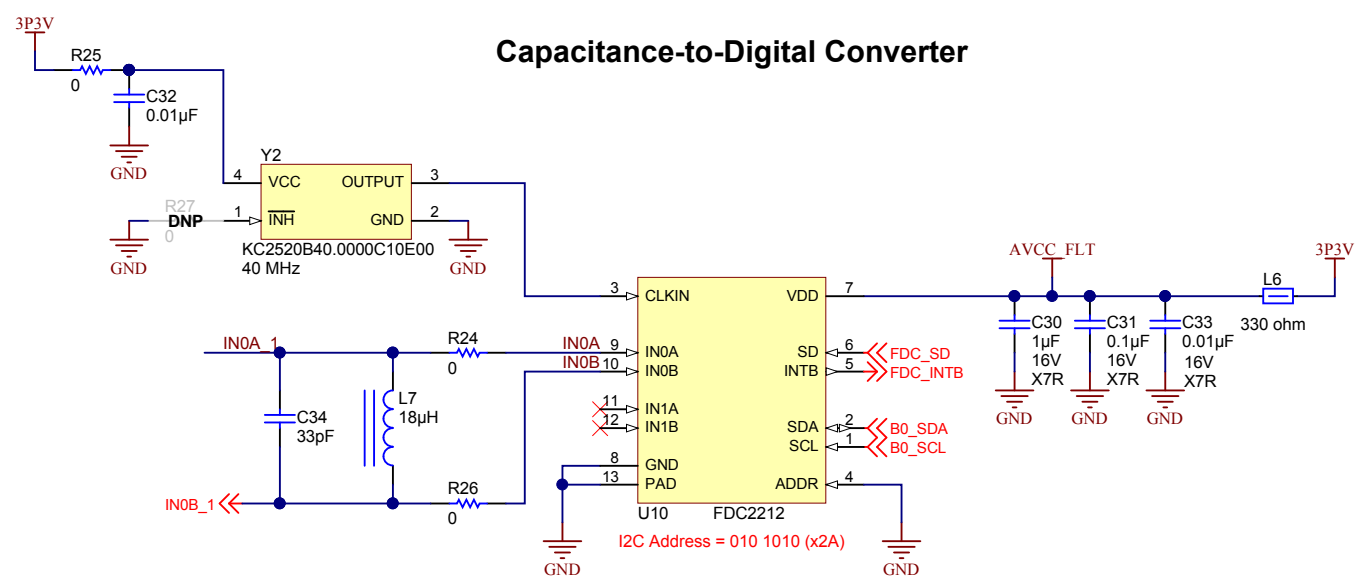 Capacitance-to-Digital Converter
3P3V
R25
0
C32
0.01µF
GND
Y2
4
VCC
OUTPUT
3
R27
DNP
0
1
INH
GND
2
GND
KC2520B40.0000C10E00
40 MHz
GND
3
CLKIN
VDD
7
AVCC_FLT
L6
330 ohm
3P3V
C30
1µF
16V
X7R
GND
C31
0.1µF
16V
X7R
GND
C33
0.01µF
16V
X7R
GND
IN0A_1
R24
0
IN0A
9
IN0A
SD
6
FDC_SD
IN0B
10
IN0B
INTB
5
FDC_INTB
C34
33pF
L7
18µH
11
IN1A
12
IN1B
SDA
2
B0_SDA
SCL
1
B0_SCL
8
GND
13
PAD
ADDR
4
IN0B_1
R26
0
U10
FDC2212
I2C Address = 010 1010 (x2A)
GND
GND